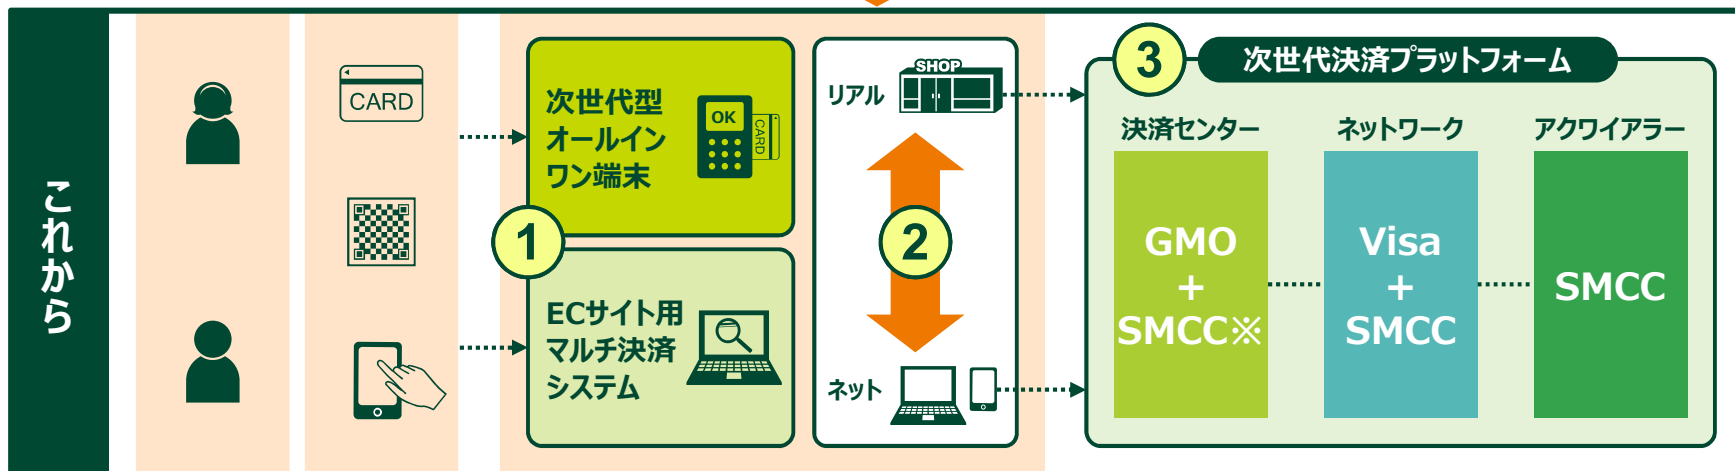 これから
CARD
次世代型
オールイン
ワン端末
OK
CARD
1
ECサイト用
マルチ決済
システム
リアル
SHOP
2
ネット
3
次世代決済プラットフォーム
決済センター
ネットワーク
アクワイアラー
GMO
+
SMCC※
Visa
+
SMCC
SMCC